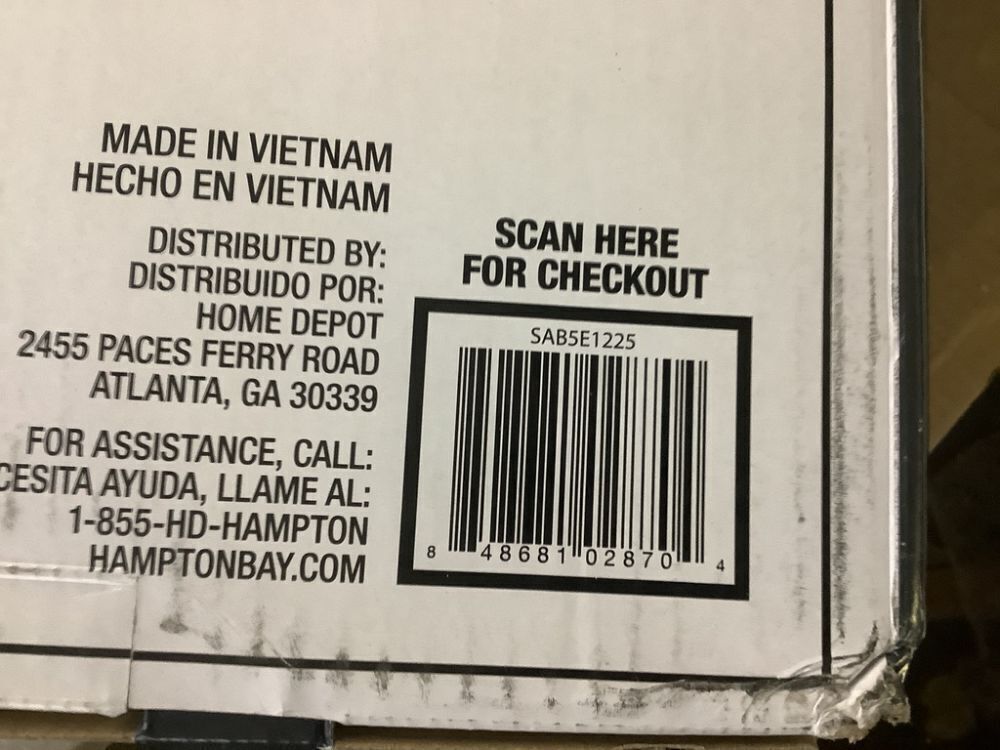 MADE IN VIETNAM
HECHO EN VIETNAM
DISTRIBUTED BY:
DISTRIBUIDO POR:
HOME DEPOT
2455 PACES FERRY ROAD
ATLANTA, GA 30339
FOR ASSISTANCE, CALL:
CESITA AYUDA, LLAME AL:
1-855-HD-HAMPTON
HAMPTONBAY.COM
SCAN HERE
FOR CHECKOUT
SAB5E1225
8 48681 02870 4